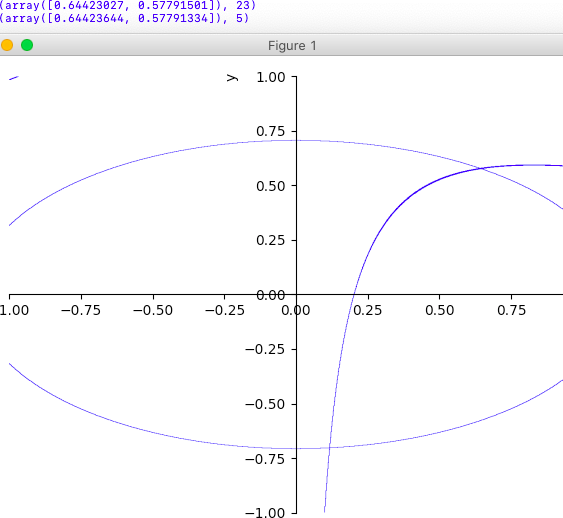 (array([0.64423027, 0.57791501]), 23)
(array([0.64423644, 0.57791334]), 5)
Figure 1
y
1.00
0.75
0.50
0.25
0.00
1.00 −0.75 −0.50 −0.25 0.00 0.25 0.50 0.75
−0.25
−0.50
−0.75
−1.00